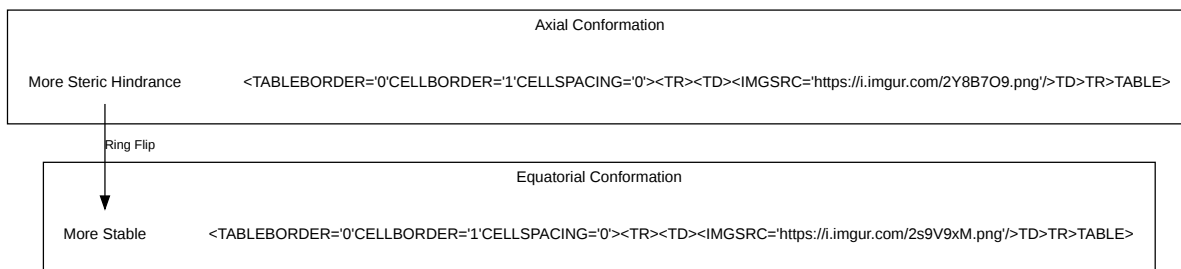 Axial Conformation
More Steric Hindrance
<TABLEBORDER='0'CELLBORDER='1'CELLSPACING='0'><TR><TD><IMGSRC='https://i.imgur.com/2Y8B7O9.png'/>TD>TR>TABLE>
Ring Flip
Equatorial Conformation
More Stable
<TABLEBORDER='0'CELLBORDER='1'CELLSPACING='0'><TR><TD><IMGSRC='https://i.imgur.com/2s9V9xM.png'/>TD>TR>TABLE>